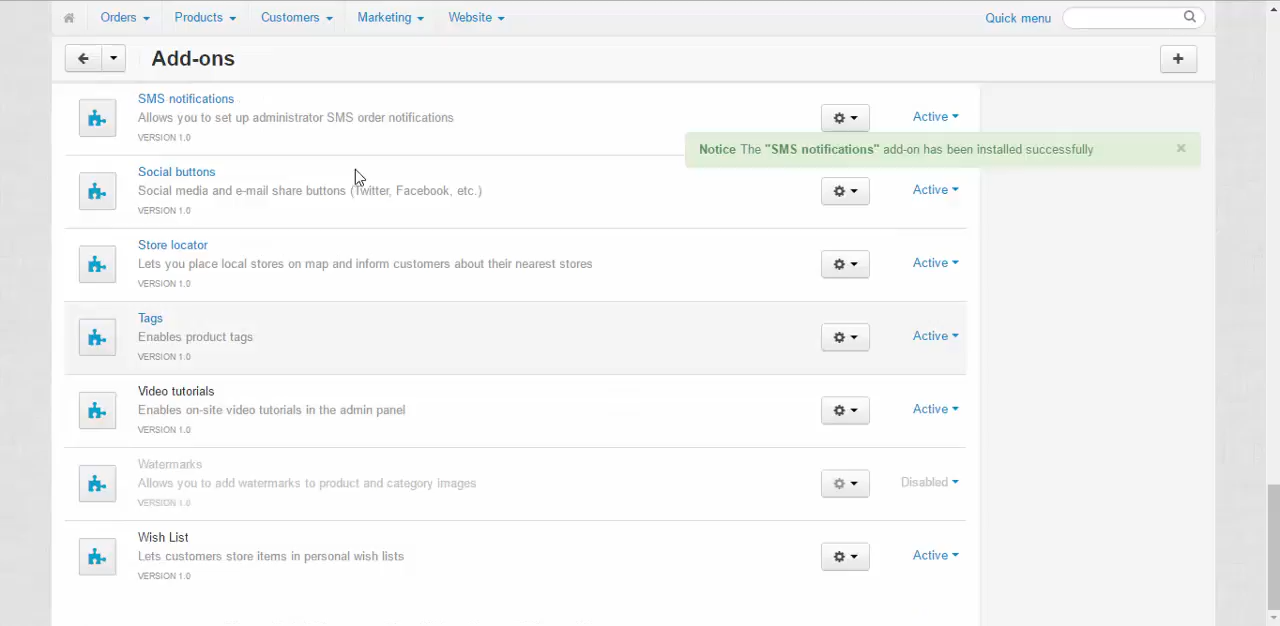 Orders Products Customers Marketing Website Quick menu
Add-ons
SMS notifications
Allows you to set up administrator SMS order notifications
VERSION 1.0
Active
Notice The "SMS notifications" add-on has been installed successfully ×
Social buttons
Social media and e-mail share buttons (Twitter, Facebook, etc.)
VERSION 1.0
Active
Store locator
Lets you place local stores on map and inform customers about their nearest stores
VERSION 1.0
Active
Tags
Enables product tags
VERSION 1.0
Active
Video tutorials
Enables on-site video tutorials in the admin panel
VERSION 1.0
Active
Watermarks
Allows you to add watermarks to product and category images
VERSION 1.0
Disabled
Wish List
Lets customers store items in personal wish lists
VERSION 1.0
Active